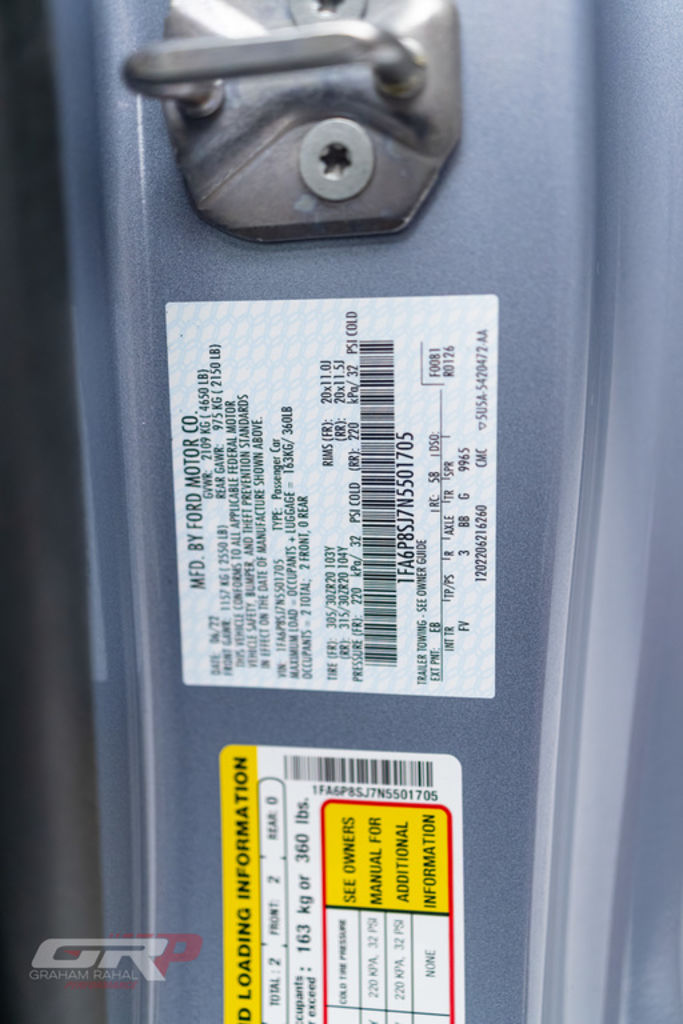 MFD. BY FORD MOTOR CO.
DATE: 06/22 GVWR: 2109 KG ( 4650 LB)
FRONT GAWR: 1157 KG ( 2550 LB) REAR GAWR: 975 KG ( 2150 LB)
THIS VEHICLE CONFORMS TO ALL APPLICABLE FEDERAL MOTOR
VEHICLE SAFETY, BUMPER, AND THEFT PREVENTION STANDARDS
IN EFFECT ON THE DATE OF MANUFACTURE SHOWN ABOVE.
VIN: 1FA6P8SJ7N5501705 TYPE: Passenger Car
MAXIMUM LOAD = OCCUPANTS + LUGGAGE = 163KG/ 360LB
OCCUPANTS = 2 TOTAL: 2 FRONT, 0 REAR
TIRE (FR): 305/30ZR20 103Y RIMS (FR): 20x11.0J
(RR): 315/30ZR20 104Y (RR): 20x11.5J
PRESSURE (FR): 220 kPa/ 32 PSI COLD (RR): 220 kPa/ 32 PSI COLD
1FA6P8SJ7N5501705
TRAILER TOWING - SEE OWNER GUIDE
F0081
EXT PNT: EB RC: 58 DSO:
R0126
INT TR TP/PS R AXLE TR SPR
FV 3 BB G 9965
1202206216260 CMC 5U5A-5420472-AA
1FA6P8SJ7N5501705
LOADING INFORMATION
TOTAL: 2 FRONT: 2 REAR: 0
163 kg or 360 lbs.
COLD TIRE PRESSURE
220 KPA, 32 PSI
220 KPA, 32 PSI
NONE
SEE OWNERS
MANUAL FOR
ADDITIONAL
INFORMATION
GRP
GRAHAM RAHAL
PERFORMANCE